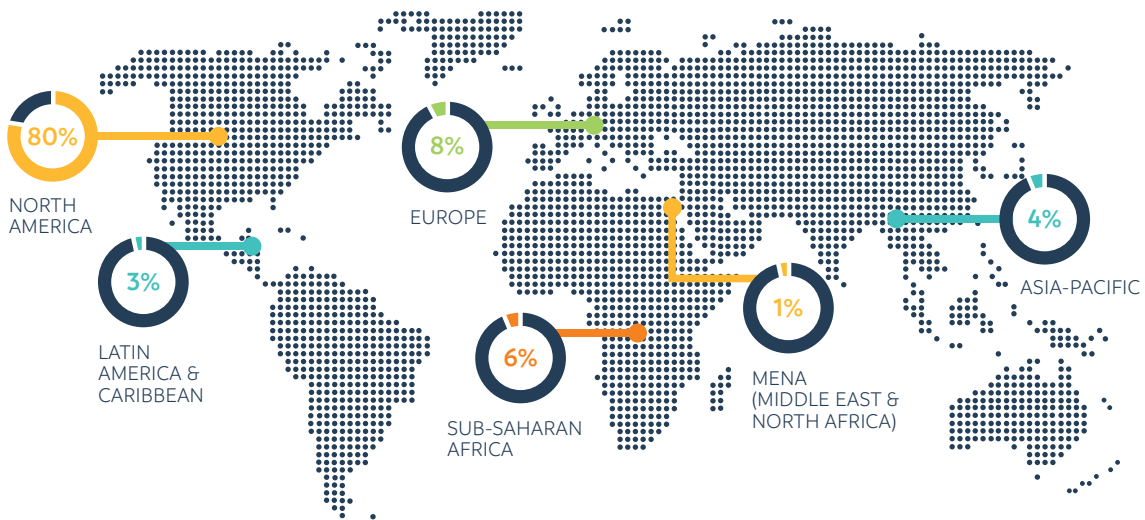 80%
NORTH
AMERICA
3%
LATIN
AMERICA &
CARIBBEAN
8%
EUROPE
6%
SUB-SAHARAN
AFRICA
1%
MENA
(MIDDLE EAST &
NORTH AFRICA)
4%
ASIA-PACIFIC